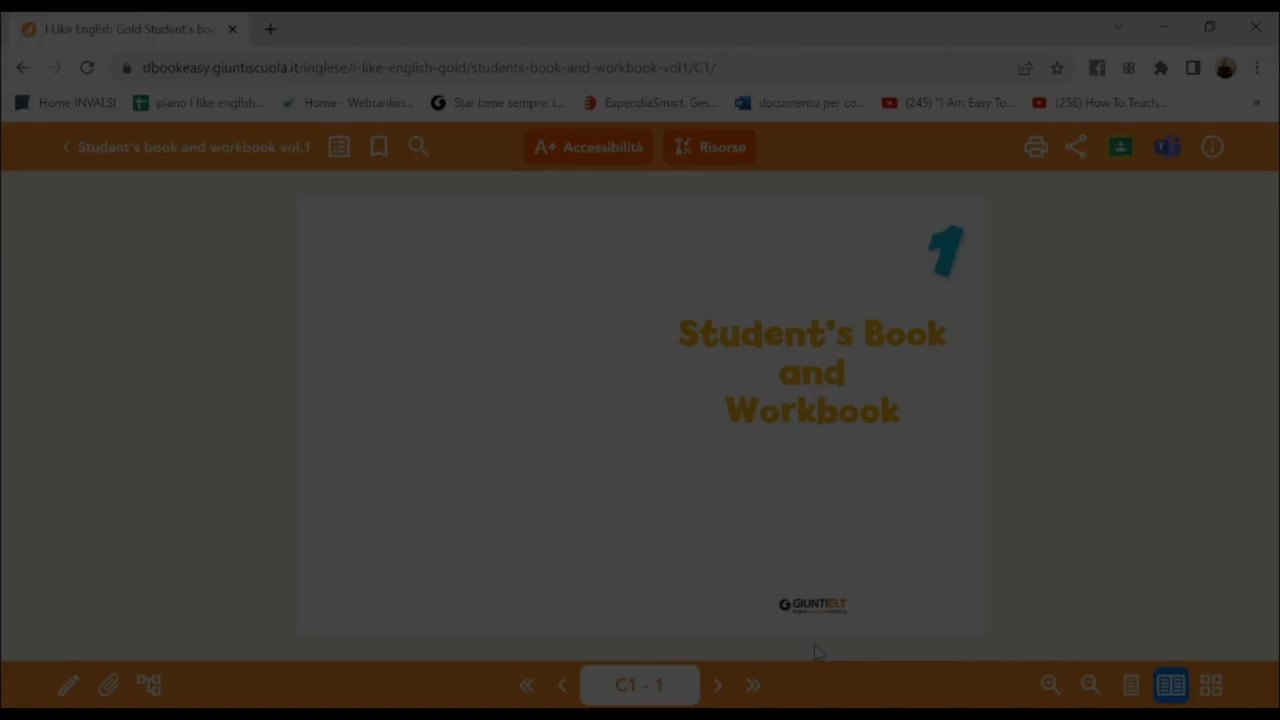 I Like English Gold Student's boo
dbookeasy.giuntiscuola.it/inglese/i-like-english-gold/students-book-and-workbook-vol1/C1/
Home INVALSI piano I like english... Home - Webrankin... Star bene sempre: i... ExpendiaSmart, Ges... documento per co... (245) "I Am Easy To... (256) How To Teach... »
Student's book and workbook vol.1 A+ Accessibilità Risorse
1
Student's Book
and
Workbook
GIUNTIELT
C1 - 1